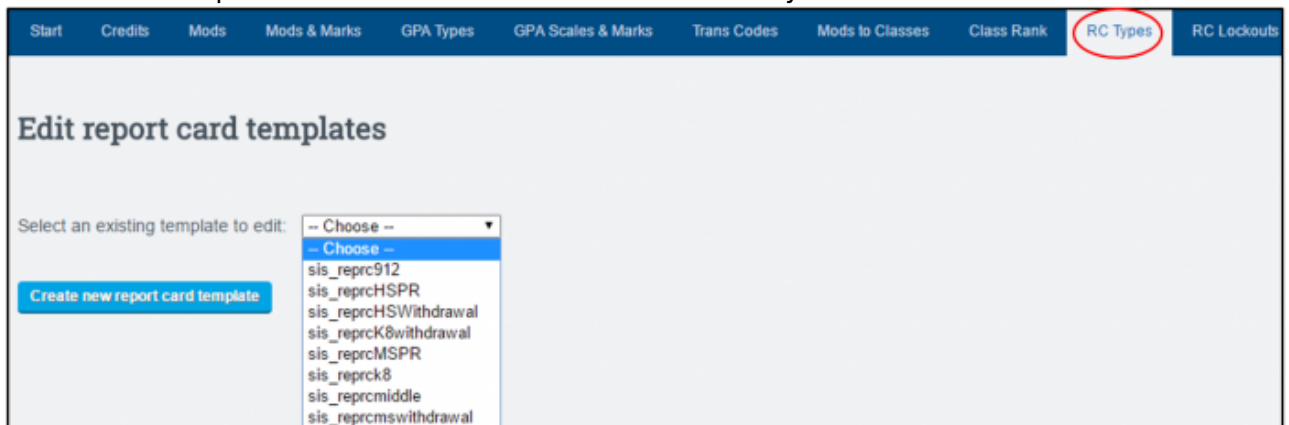 Start Credits Mods Mods & Marks GPA Types GPA Scales & Marks Trans Codes Mods to Classes Class Rank RC Types RC Lockouts
Edit report card templates
Select an existing template to edit: -- Choose --
-- Choose --
sis_reprc912
Create new report card template sis_reprcHSPR
sis_reprcHSWithdrawal
sis_reprcK8withdrawal
sis_reprcMSPR
sis_reprck8
sis_reprcmiddle
sis_reprcmswithdrawal